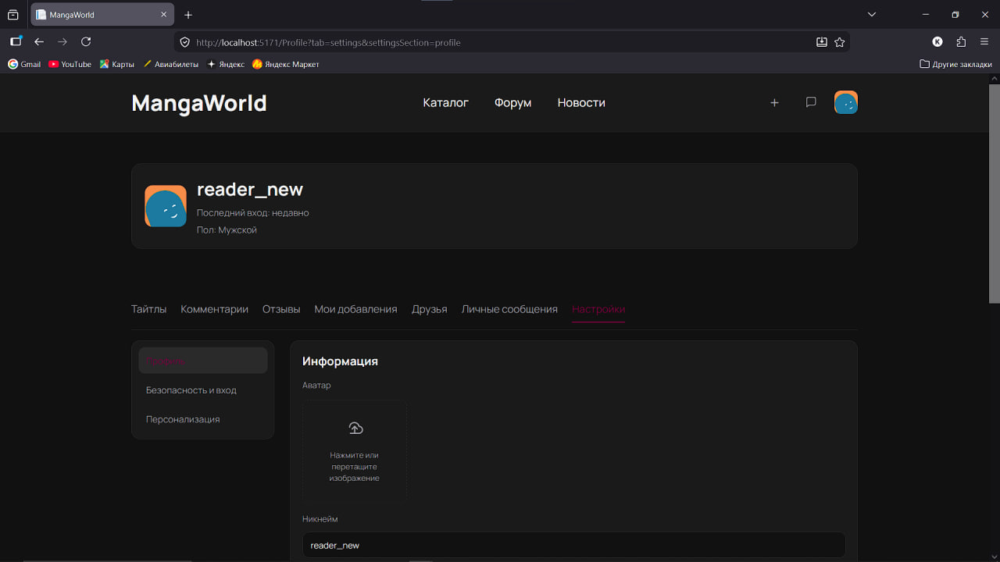 MangaWorld
http://localhost:5171/Profile?tab=settings&settingsSection=profile
K
Gmail
YouTube
Карты
Авиабилеты
Яндекс
Яндекс Маркет
Другие закладки
MangaWorld
Каталог
Форум
Новости
reader_new
Последний вход: недавно
Пол: Мужской
Тайтлы
Комментарии
Отзывы
Мои добавления
Друзья
Личные сообщения
Настройки
Профиль
Безопасность и вход
Персонализация
Информация
Аватар
Нажмите или
перетащите
изображение
Никнейм
reader_new